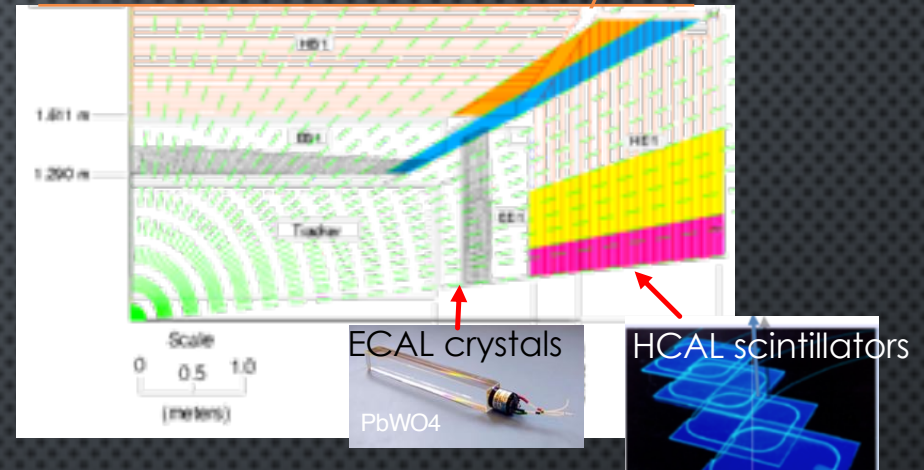 HB1
1.811 m
EB1
HE1
1.290 m
EE1
Tracker
Scale
0 0.5 1.0
(meters)
ECAL crystals
HCAL scintillators
PbWO4